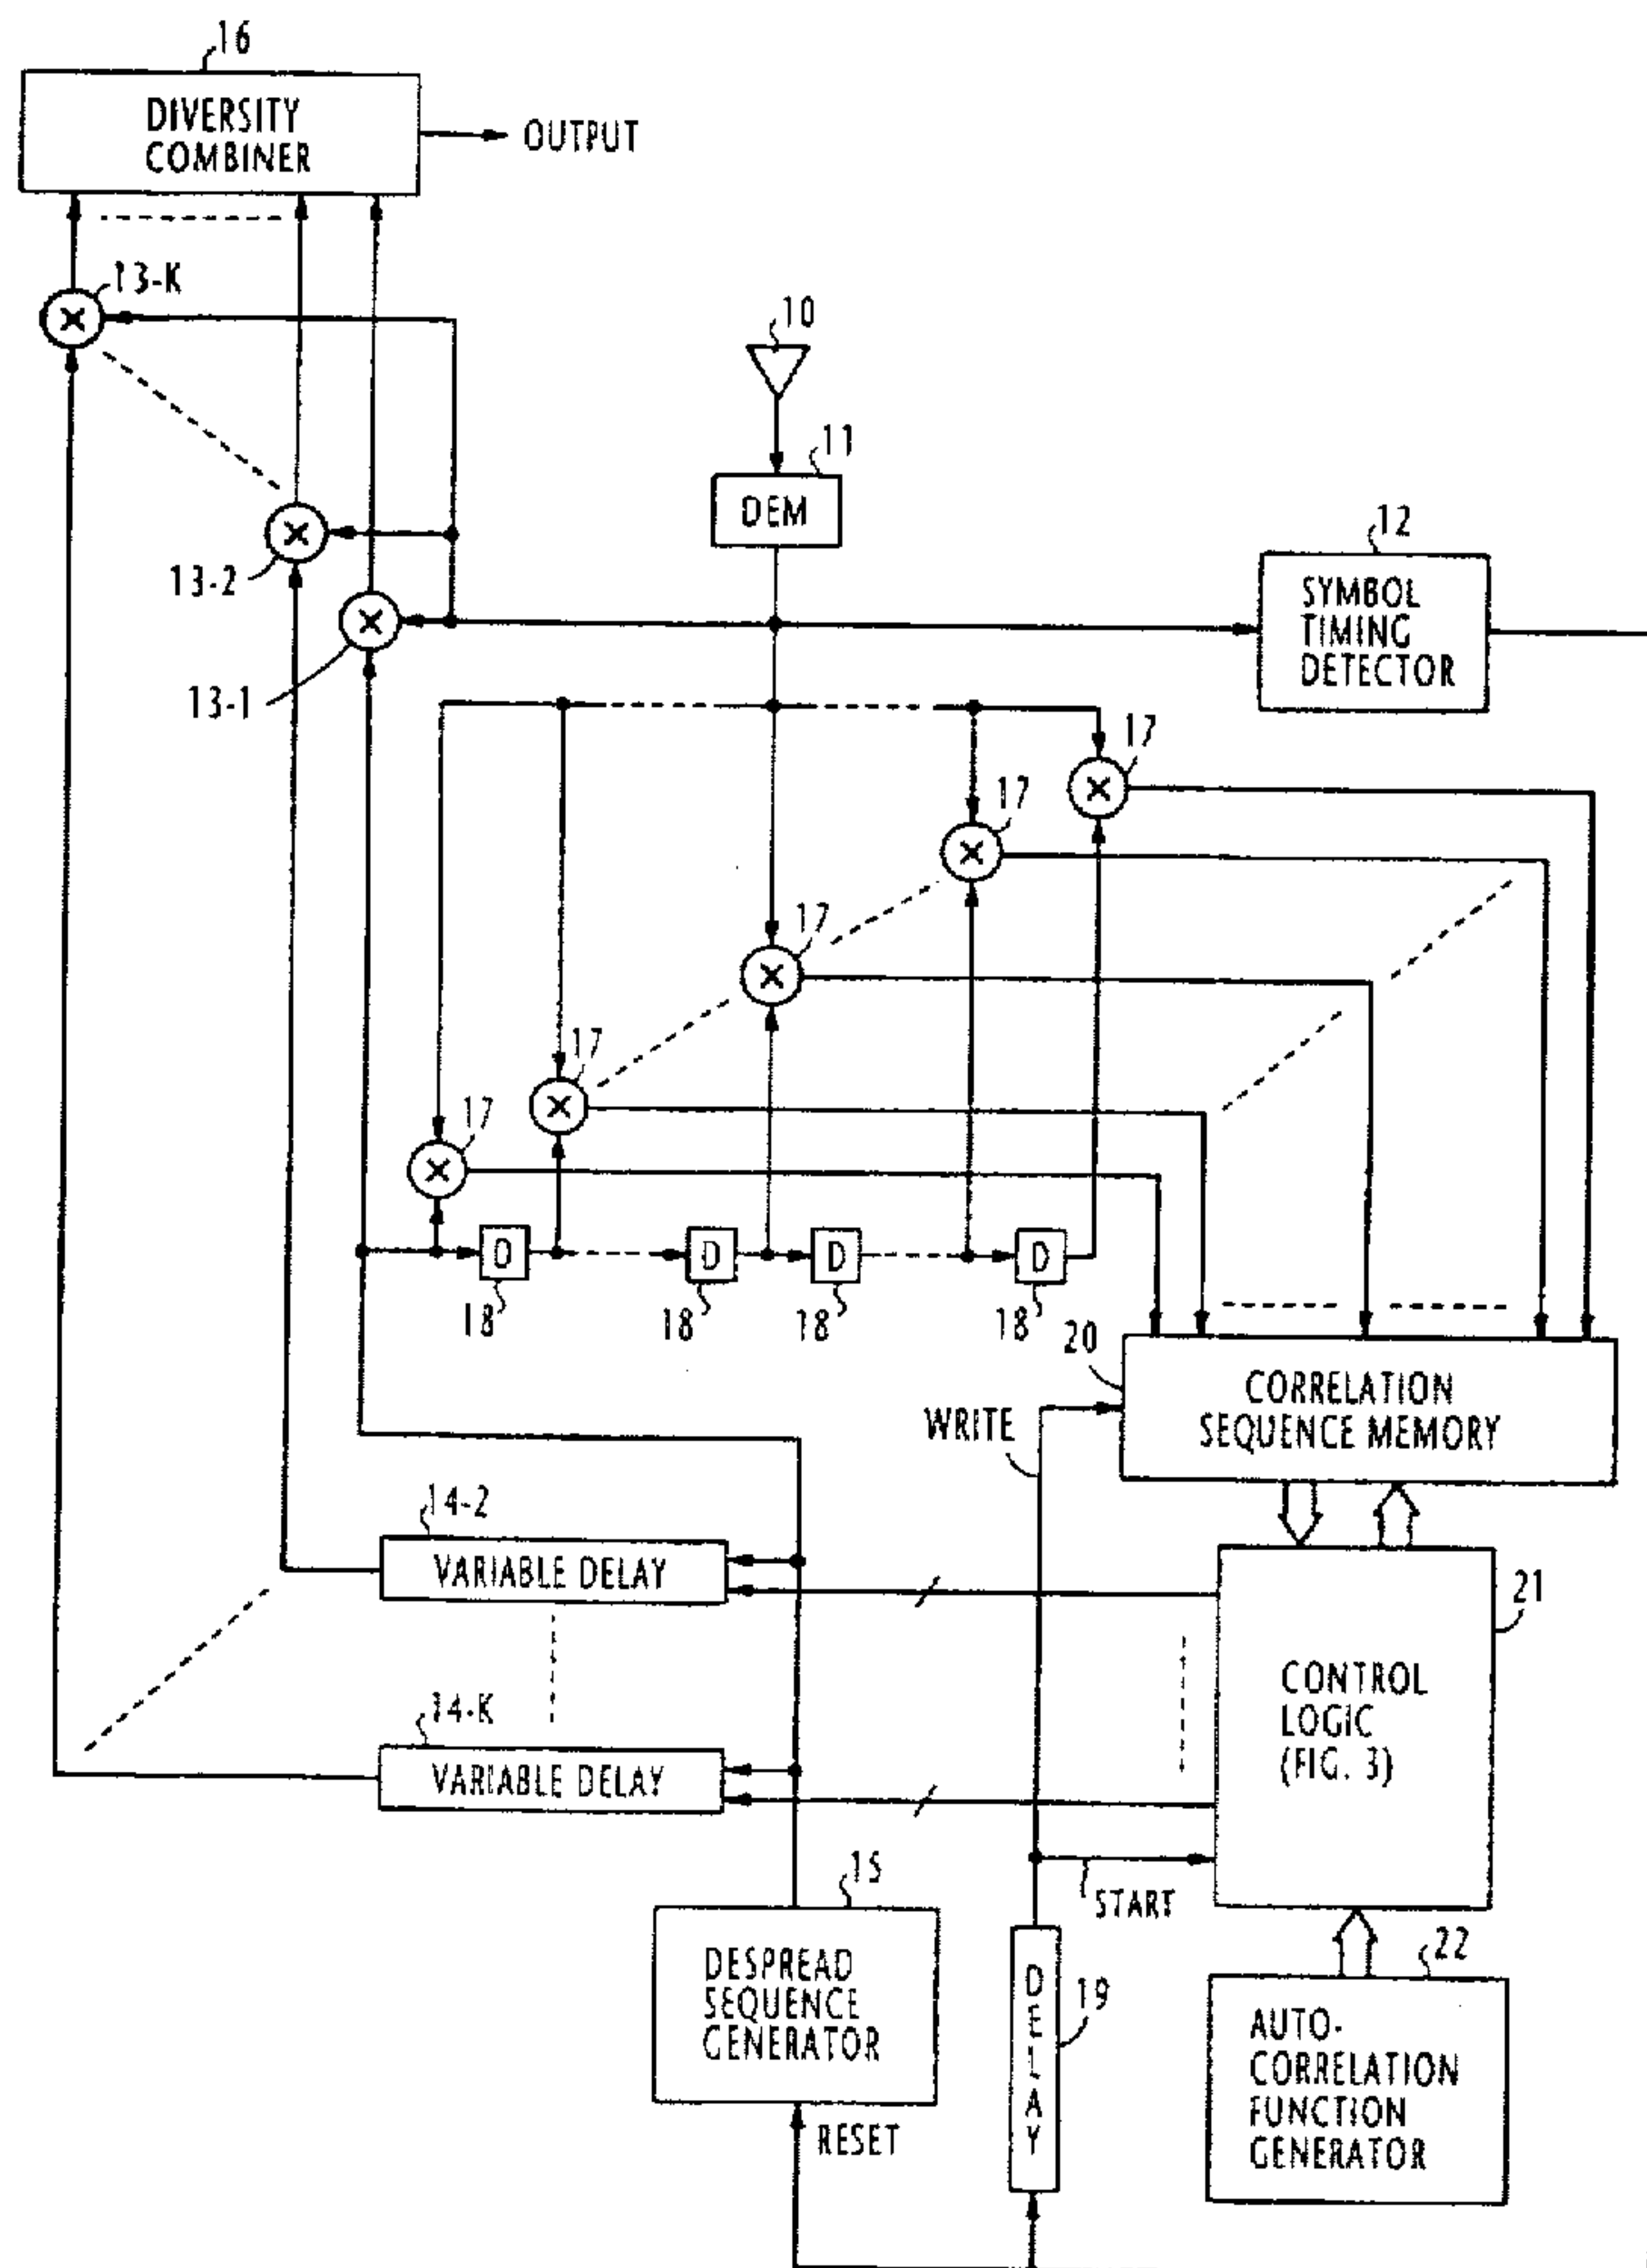 16
DIVERSITY
COMBINER
OUTPUT
13-K
10
11
DEM
12
SYMBOL
TIMING
DETECTOR
13-2
13-1
17
17
17
17
17
D
D
D
D
18
18
18
18
20
CORRELATION
SEQUENCE MEMORY
WRITE
14-2
VARIABLE DELAY
21
CONTROL
LOGIC
(FIG. 3)
14-K
VARIABLE DELAY
START
15
DESPREAD
SEQUENCE
GENERATOR
DELAY
19
22
AUTO-
CORRELATION
FUNCTION
GENERATOR
RESET